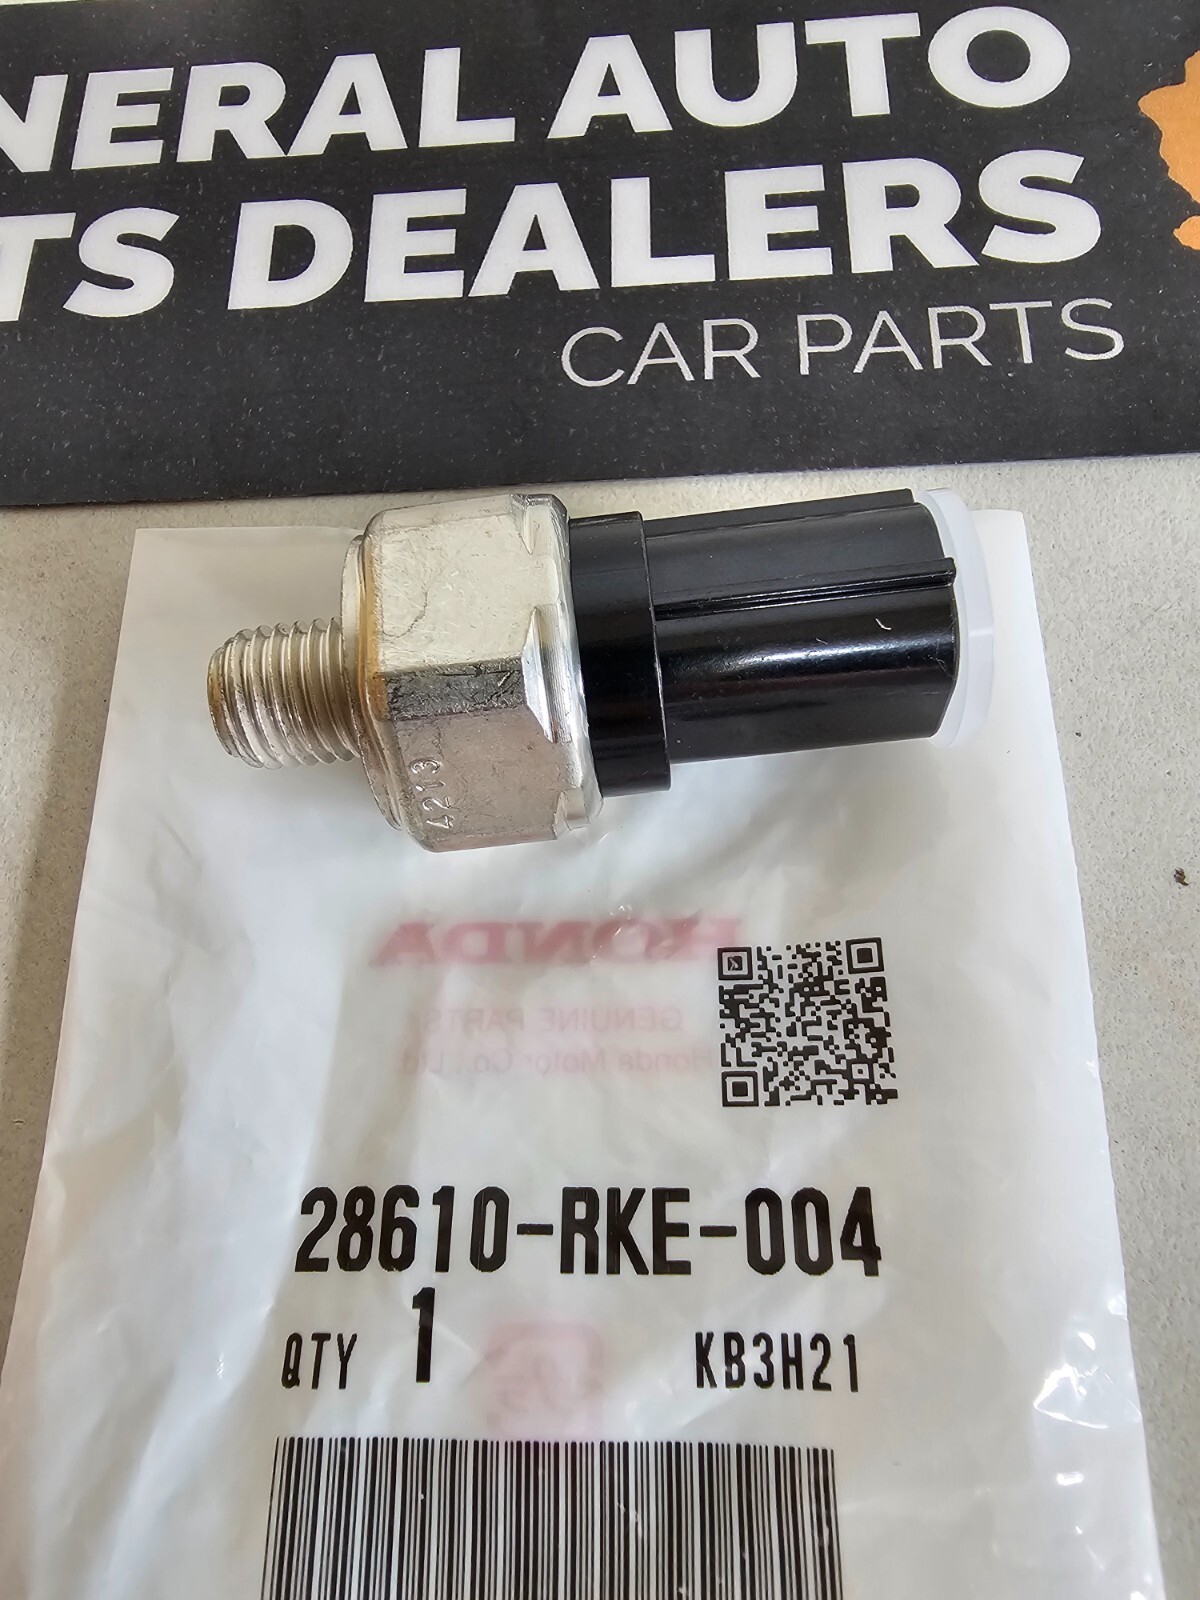 NERAL AUTO
TS DEALERS
CAR PARTS
4213
HONDA
GENUINE PARTS
Honda Motor Co., Ltd.
28610-RKE-004
QTY 1 KB3H21